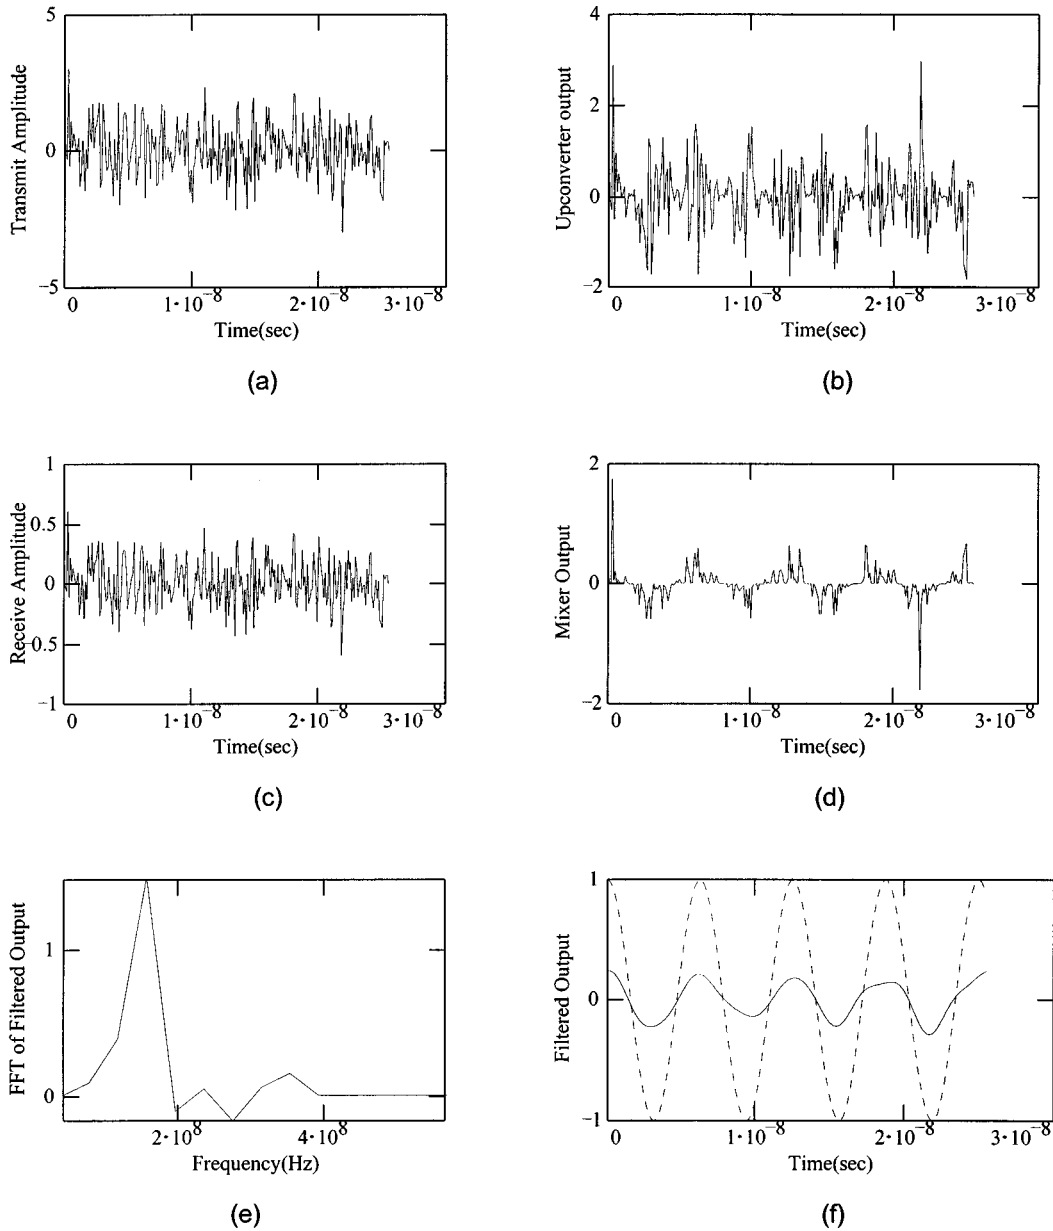 5
0
−5
Transmit Amplitude
0 1·10⁻⁸ 2·10⁻⁸ 3·10⁻⁸
Time(sec)
(a)
4
2
0
−2
Upconverter output
0 1·10⁻⁸ 2·10⁻⁸ 3·10⁻⁸
Time(sec)
(b)
1
0.5
0
−0.5
−1
Receive Amplitude
0 1·10⁻⁸ 2·10⁻⁸ 3·10⁻⁸
Time(sec)
(c)
2
0
−2
Mixer Output
0 1·10⁻⁸ 2·10⁻⁸ 3·10⁻⁸
Time(sec)
(d)
1
0
FFT of Filtered Output
2·10⁸ 4·10⁸
Frequency(Hz)
(e)
1
0
−1
Filtered Output
0 1·10⁻⁸ 2·10⁻⁸ 3·10⁻⁸
Time(sec)
(f)